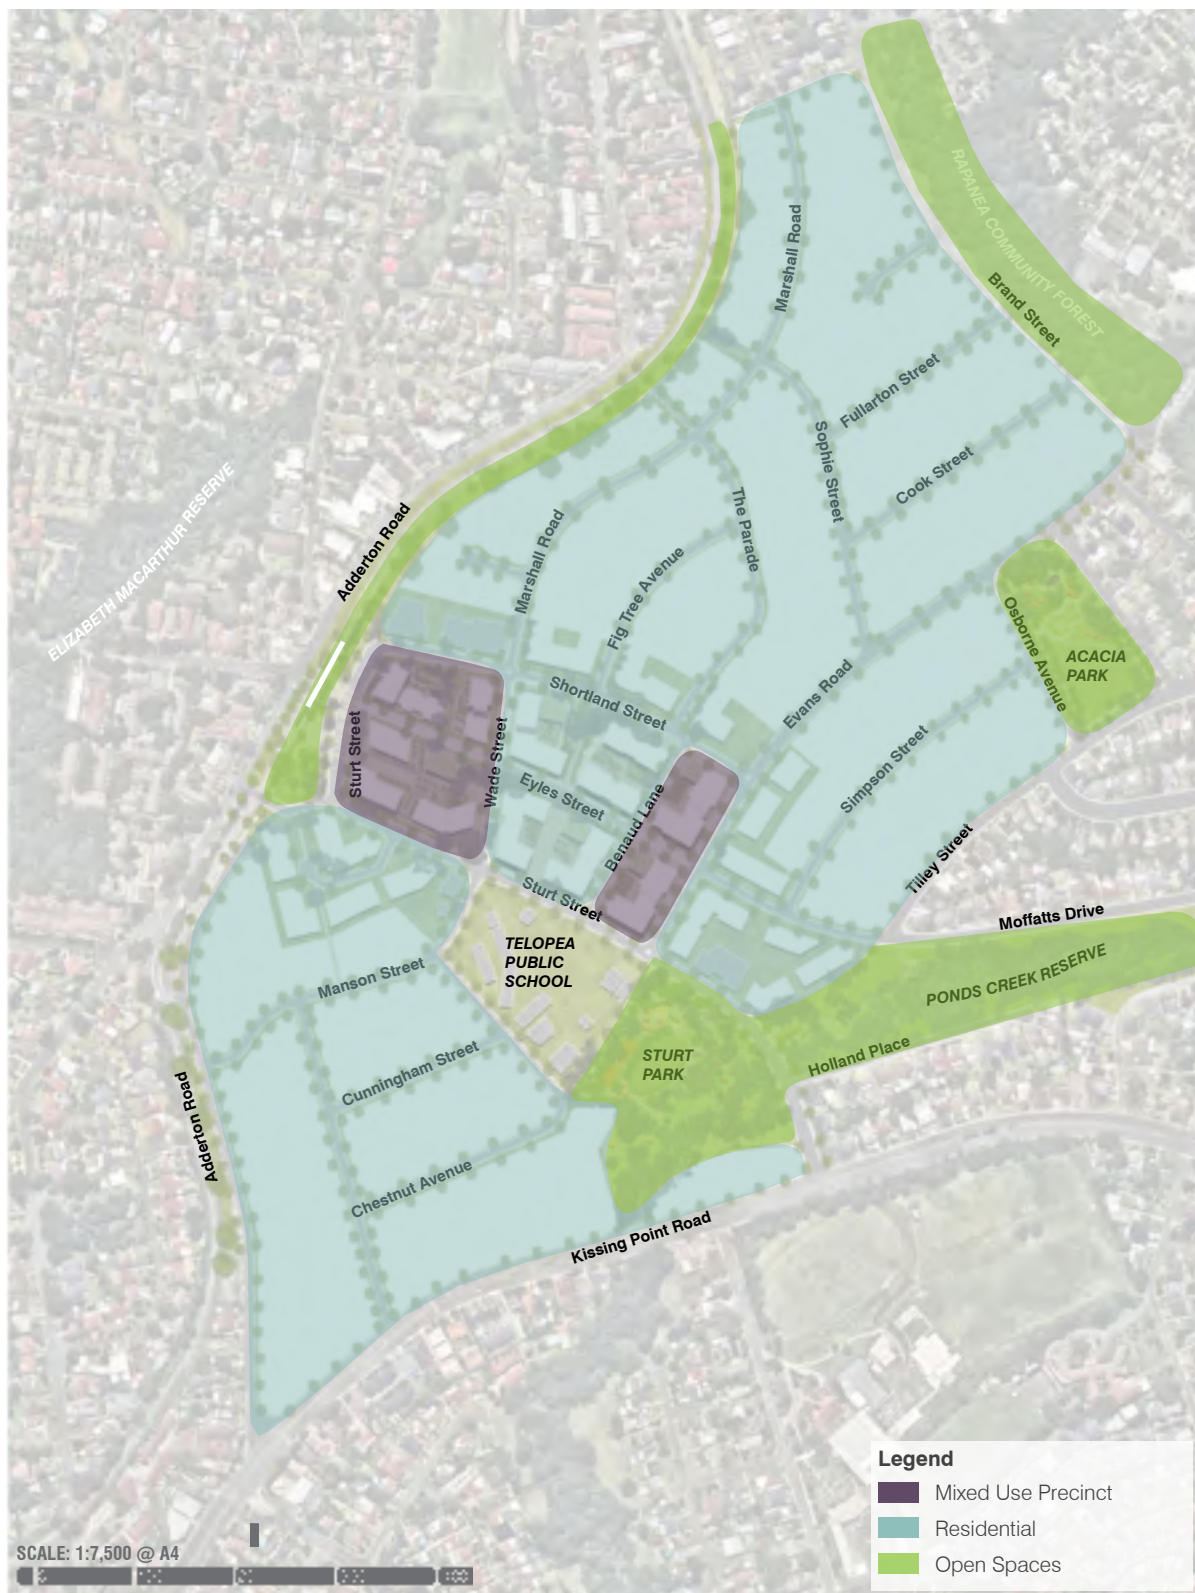 RAPANEA COMMUNITY FOREST
Marshall Road
Brand Street
Fullarton Street
Sophie Street
Cook Street
ELIZABETH MACARTHUR RESERVE
Adderton Road
Marshall Road
The Parade
Fig Tree Avenue
Osborne Avenue
ACACIA
PARK
Shortland Street
Evans Road
Sturt Street
Wade Street
Simpson Street
Eyles Street
Benaud Lane
Tilley Street
Sturt Street
Moffatts Drive
TELOPEA
PUBLIC
SCHOOL
Manson Street
PONDS CREEK RESERVE
STURT
PARK
Holland Place
Cunningham Street
Adderton Road
Chestnut Avenue
Kissing Point Road
Legend
Mixed Use Precinct
Residential
Open Spaces
SCALE: 1:7,500 @ A4